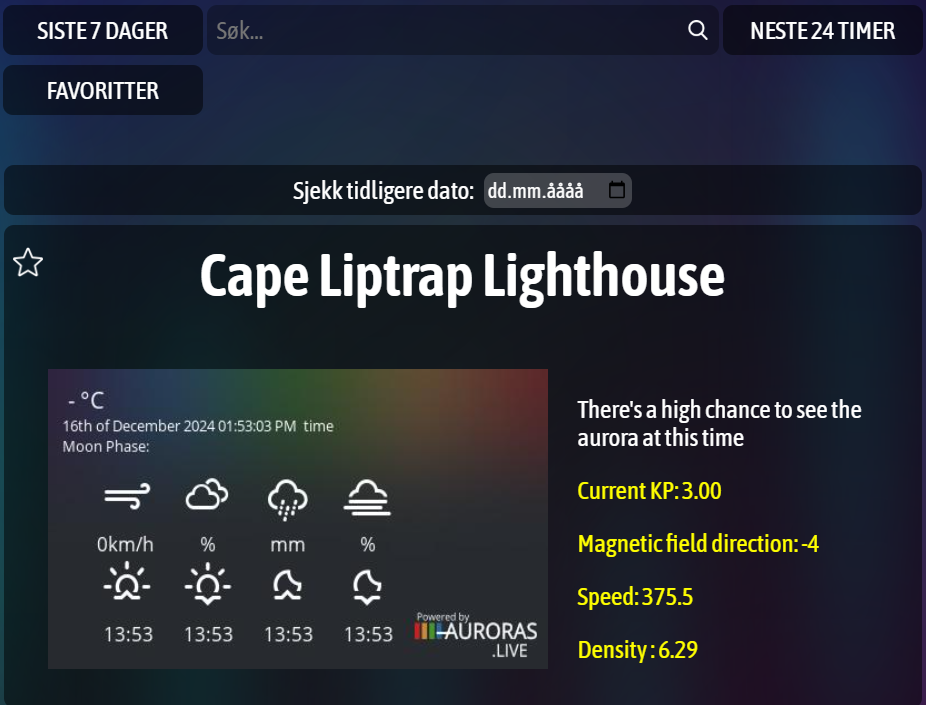 SISTE 7 DAGER
Søk...
NESTE 24 TIMER
FAVORITTER
Sjekk tidligere dato: dd.mm.åååå
Cape Liptrap Lighthouse
- °C
16th of December 2024 01:53:03 PM time
Moon Phase:
0km/h % mm %
13:53 13:53 13:53 13:53
Powered by
AURORAS
.LIVE
There's a high chance to see the
aurora at this time
Current KP: 3.00
Magnetic field direction: -4
Speed: 375.5
Density : 6.29